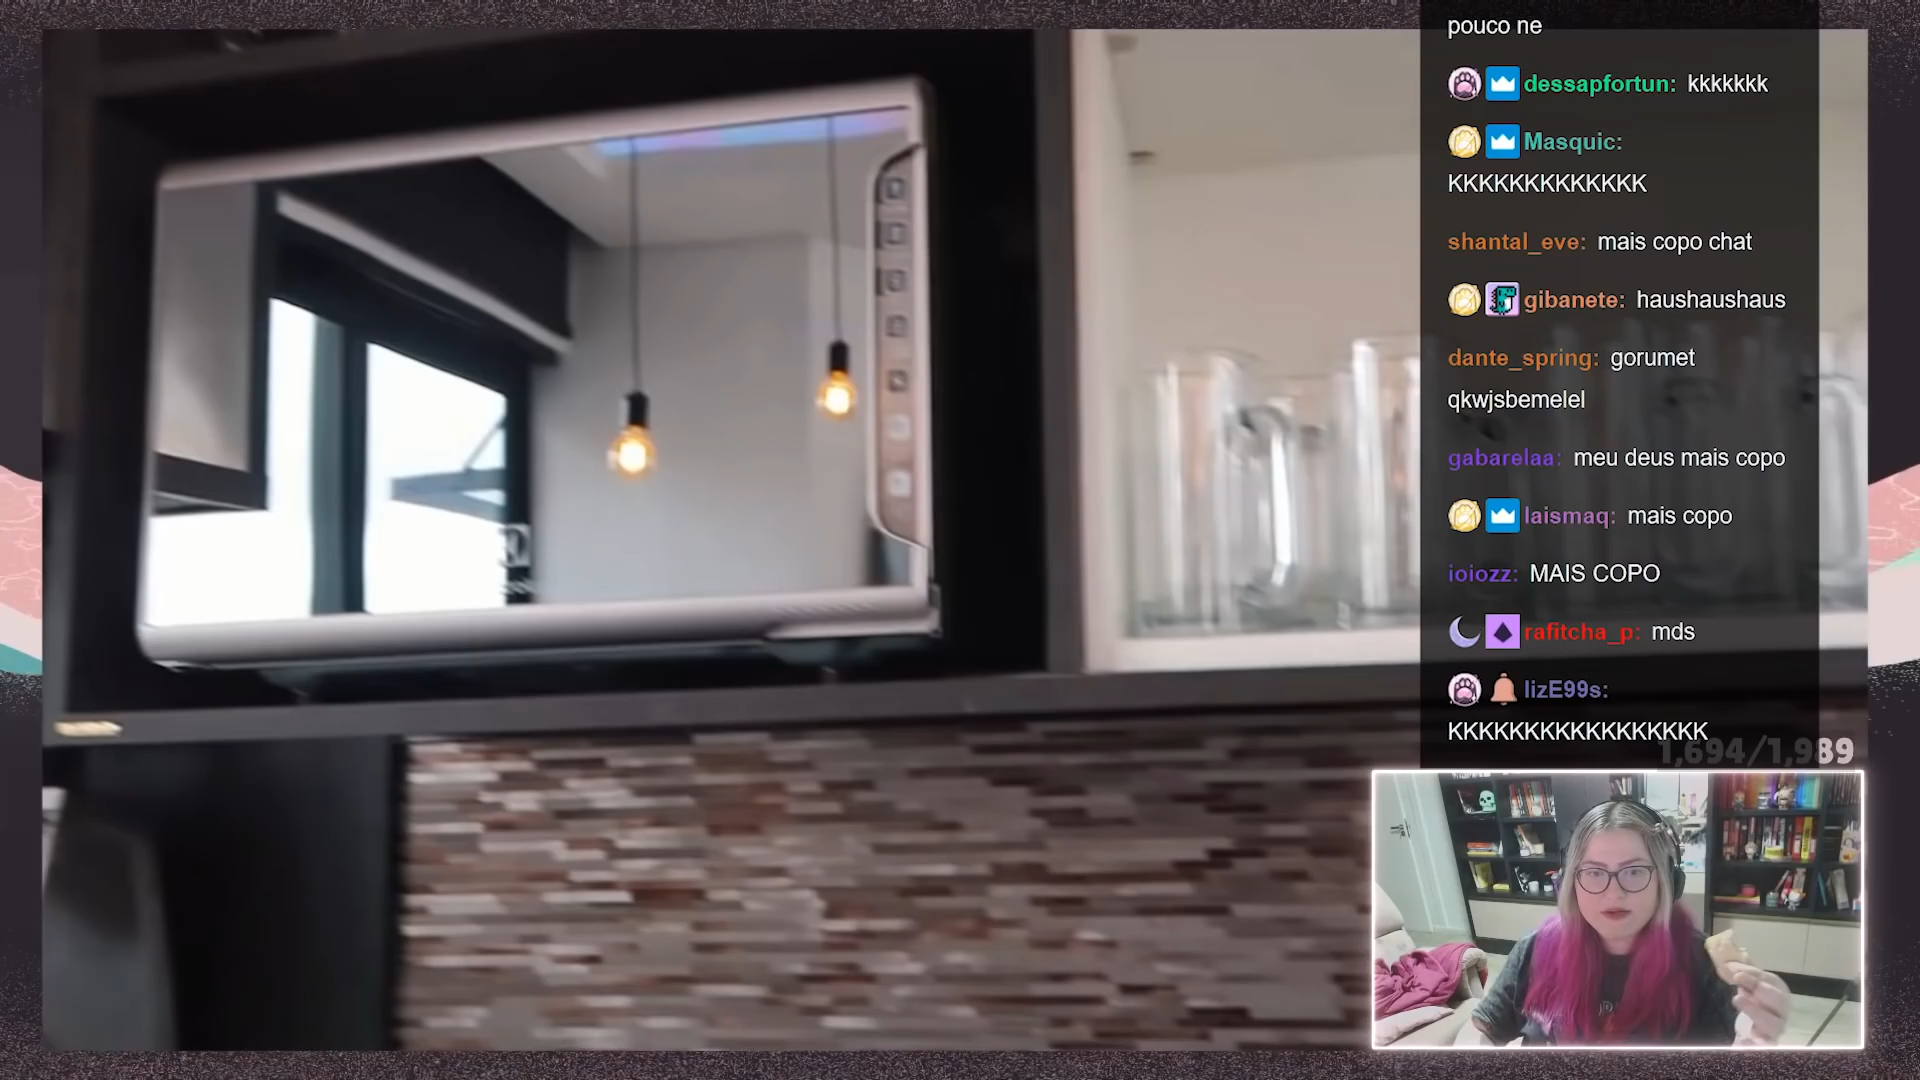 pouco ne
dessapfortun: kkkkkkk
Masquic:
KKKKKKKKKKKKK
shantal_eve: mais copo chat
gibanete: haushaushaus
dante_spring: gorumet
qkwjsbemelel
gabarelaa: meu deus mais copo
laismaq: mais copo
ioiozz: MAIS COPO
rafitcha_p: mds
lizE99s:
KKKKKKKKKKKKKKKKK
1,694/1,989